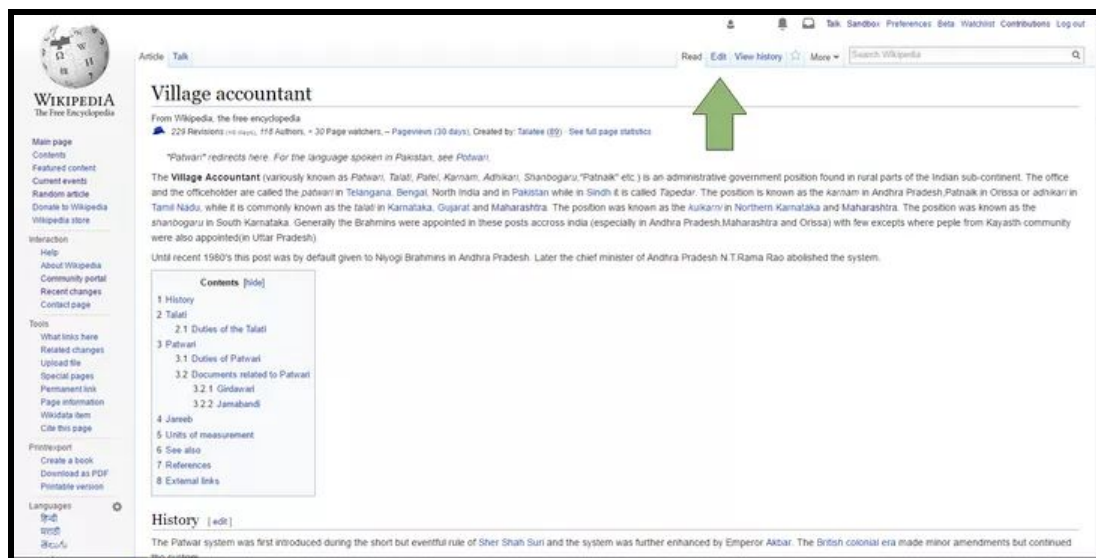 Talk Sandbox Preferences Beta Watchlist Contributions Log out
Article Talk
Read Edit View history More Search Wikipedia
WIKIPEDIA
The Free Encyclopedia
Main page
Contents
Featured content
Current events
Random article
Donate to Wikipedia
Wikipedia store
Interaction
Help
About Wikipedia
Community portal
Recent changes
Contact page
Tools
What links here
Related changes
Upload file
Special pages
Permanent link
Page information
Wikidata item
Cite this page
Print/export
Create a book
Download as PDF
Printable version
Languages
हिन्दी
मराठी
తెలుగు
Village accountant
From Wikipedia, the free encyclopedia
229 Revisions (+0 days), 118 Authors, + 30 Page watchers, – Pageviews (30 days), Created by: Talatee (89) · See full page statistics
"Patwari" redirects here. For the language spoken in Pakistan, see Potwari.
The Village Accountant (variously known as Patwari, Talati, Patel, Karnam, Adhikari, Shanbogaru,"Patnaik" etc.) is an administrative government position found in rural parts of the Indian sub-continent. The office
and the officeholder are called the patwari in Telangana, Bengal, North India and in Pakistan while in Sindh it is called Tapedar. The position is known as the karnam in Andhra Pradesh,Patnaik in Orissa or adhikari in
Tamil Nadu, while it is commonly known as the talati in Karnataka, Gujarat and Maharashtra. The position was known as the kulkarni in Northern Karnataka and Maharashtra. The position was known as the
shanbogaru in South Karnataka. Generally the Brahmins were appointed in these posts accross india (especially in Andhra Pradesh,Maharashtra and Orissa) with few excepts where peple from Kayasth community
were also appointed(in Uttar Pradesh)
Until recent 1980's this post was by default given to Niyogi Brahmins in Andhra Pradesh. Later the chief minister of Andhra Pradesh N.T.Rama Rao abolished the system.
Contents [hide]
1 History
2 Talati
2.1 Duties of the Talati
3 Patwari
3.1 Duties of Patwari
3.2 Documents related to Patwari
3.2.1 Girdawari
3.2.2 Jamabandi
4 Jareeb
5 Units of measurement
6 See also
7 References
8 External links
History [edit]
The Patwar system was first introduced during the short but eventful rule of Sher Shah Suri and the system was further enhanced by Emperor Akbar. The British colonial era made minor amendments but continued
the system.